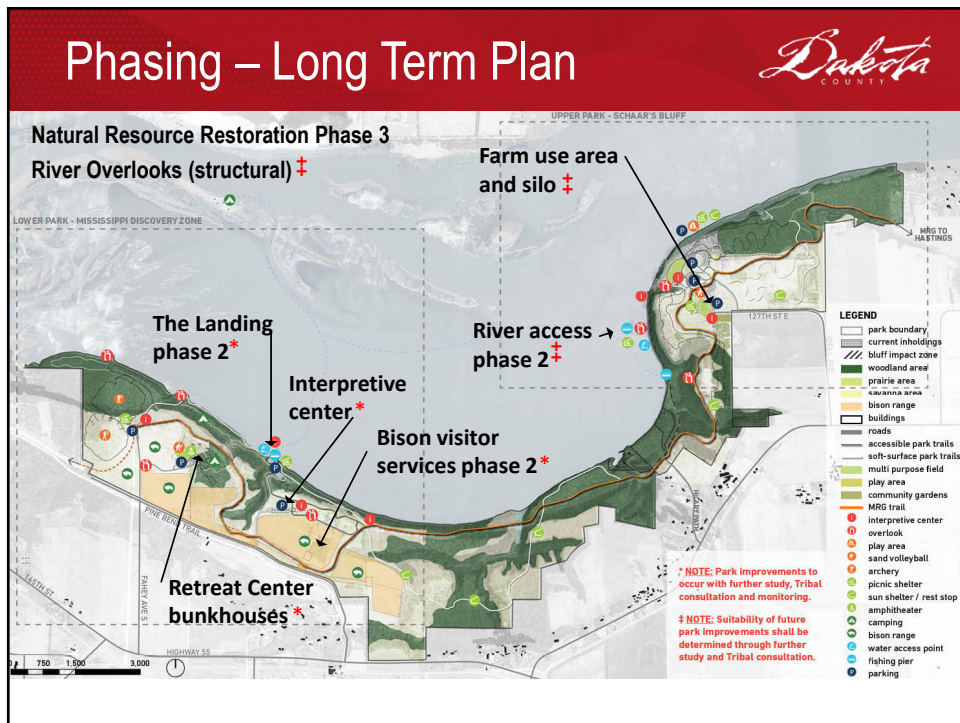 Phasing – Long Term Plan
Dakota
COUNTY
UPPER PARK - SCHAAR'S BLUFF
Natural Resource Restoration Phase 3
River Overlooks (structural) ‡
Farm use area
and silo ‡
LOWER PARK - MISSISSIPPI DISCOVERY ZONE
MRG TO
HASTINGS
127TH ST E
The Landing
phase 2*
River access
phase 2‡
Interpretive
center*
Bison visitor
services phase 2*
PINE BEND TRAIL
Retreat Center
bunkhouses *
145TH ST
FAHEY AVE S
HIGHWAY 55
0 750 1,500 3,000
LEGEND
park boundary
current inholdings
bluff impact zone
woodland area
prairie area
savanna area
bison range
buildings
roads
accessible park trails
soft-surface park trails
multi purpose field
play area
community gardens
MRG trail
interpretive center
overlook
play area
sand volleyball
archery
picnic shelter
sun shelter / rest stop
amphitheater
camping
bison range
water access point
fishing pier
P parking
* NOTE: Park improvements to
occur with further study, Tribal
consultation and monitoring.
‡ NOTE: Suitability of future
park improvements shall be
determined through further
study and Tribal consultation.